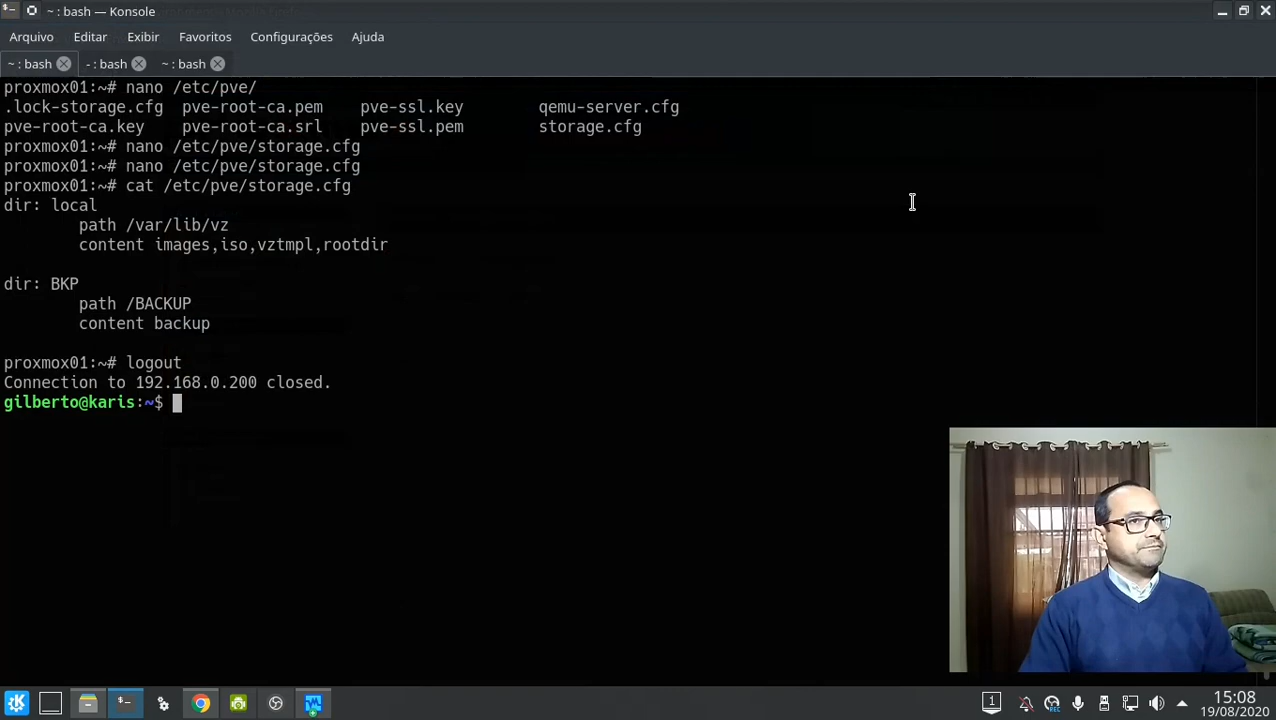 ~ : bash — Konsole
Arquivo Editar Exibir Favoritos Configurações Ajuda
~ : bash - : bash ~ : bash
proxmox01:~# nano /etc/pve/
.lock-storage.cfg pve-root-ca.pem pve-ssl.key qemu-server.cfg
pve-root-ca.key pve-root-ca.srl pve-ssl.pem storage.cfg
proxmox01:~# nano /etc/pve/storage.cfg
proxmox01:~# nano /etc/pve/storage.cfg
proxmox01:~# cat /etc/pve/storage.cfg
dir: local
path /var/lib/vz
content images,iso,vztmpl,rootdir
dir: BKP
path /BACKUP
content backup
proxmox01:~# logout
Connection to 192.168.0.200 closed.
gilberto@karis:~$
1
REC
15:08
19/08/2020